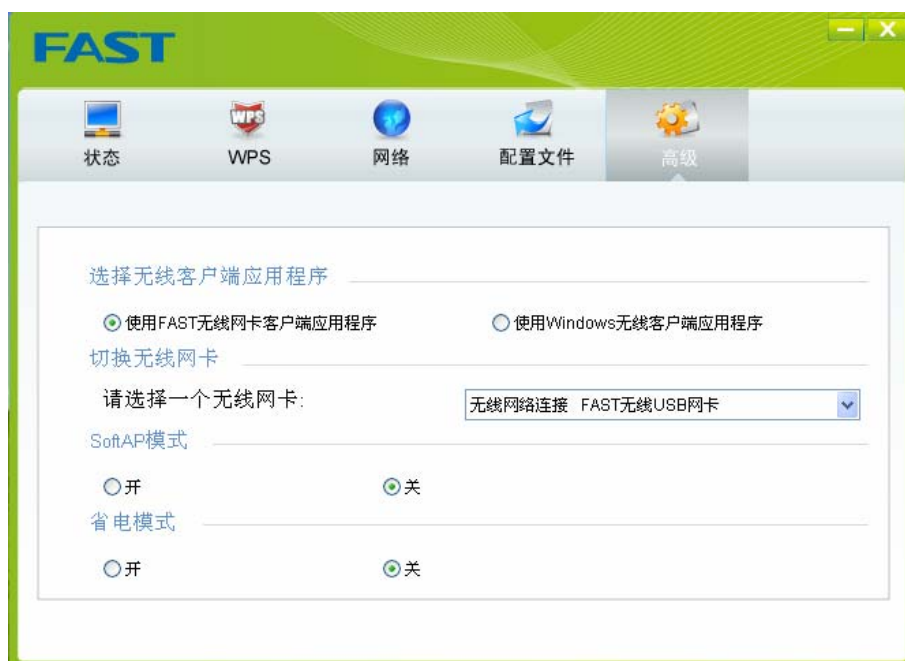 FAST
状态 WPS 网络 配置文件 高级
选择无线客户端应用程序
使用FAST无线网卡客户端应用程序 使用Windows无线客户端应用程序
切换无线网卡
请选择一个无线网卡: 无线网络连接 FAST无线USB网卡
SoftAP模式
开 关
省电模式
开 关